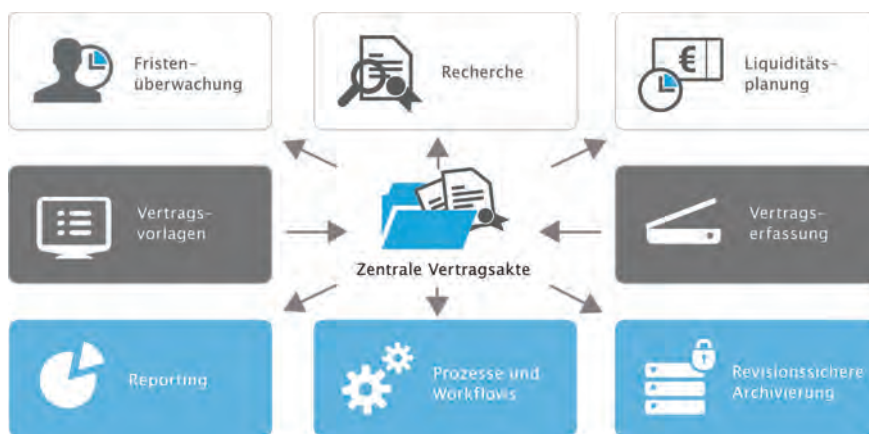 Fristen-
überwachung
Recherche
€
Liquiditäts-
planung
Vertrags-
vorlagen
Zentrale Vertragsakte
Vertrags-
erfassung
Reporting
Prozesse und
Workflows
Revisionssichere
Archivierung